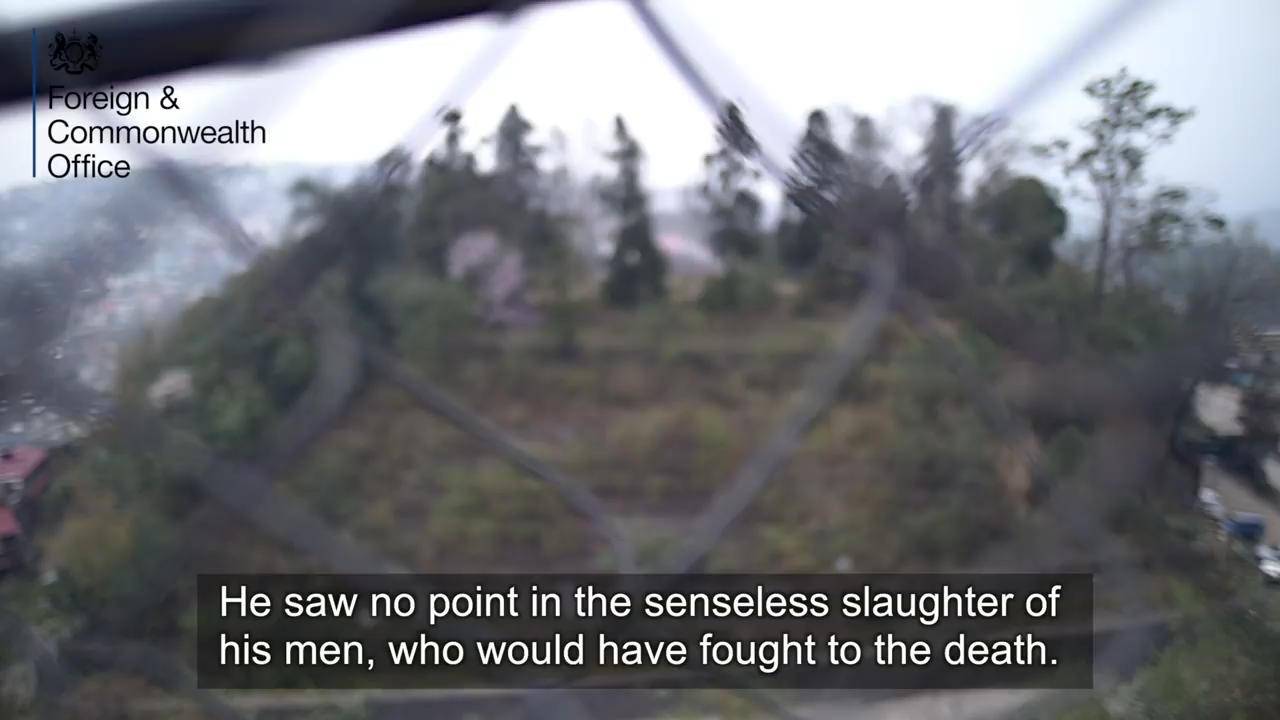 Foreign &
Commonwealth
Office
He saw no point in the senseless slaughter of
his men, who would have fought to the death.